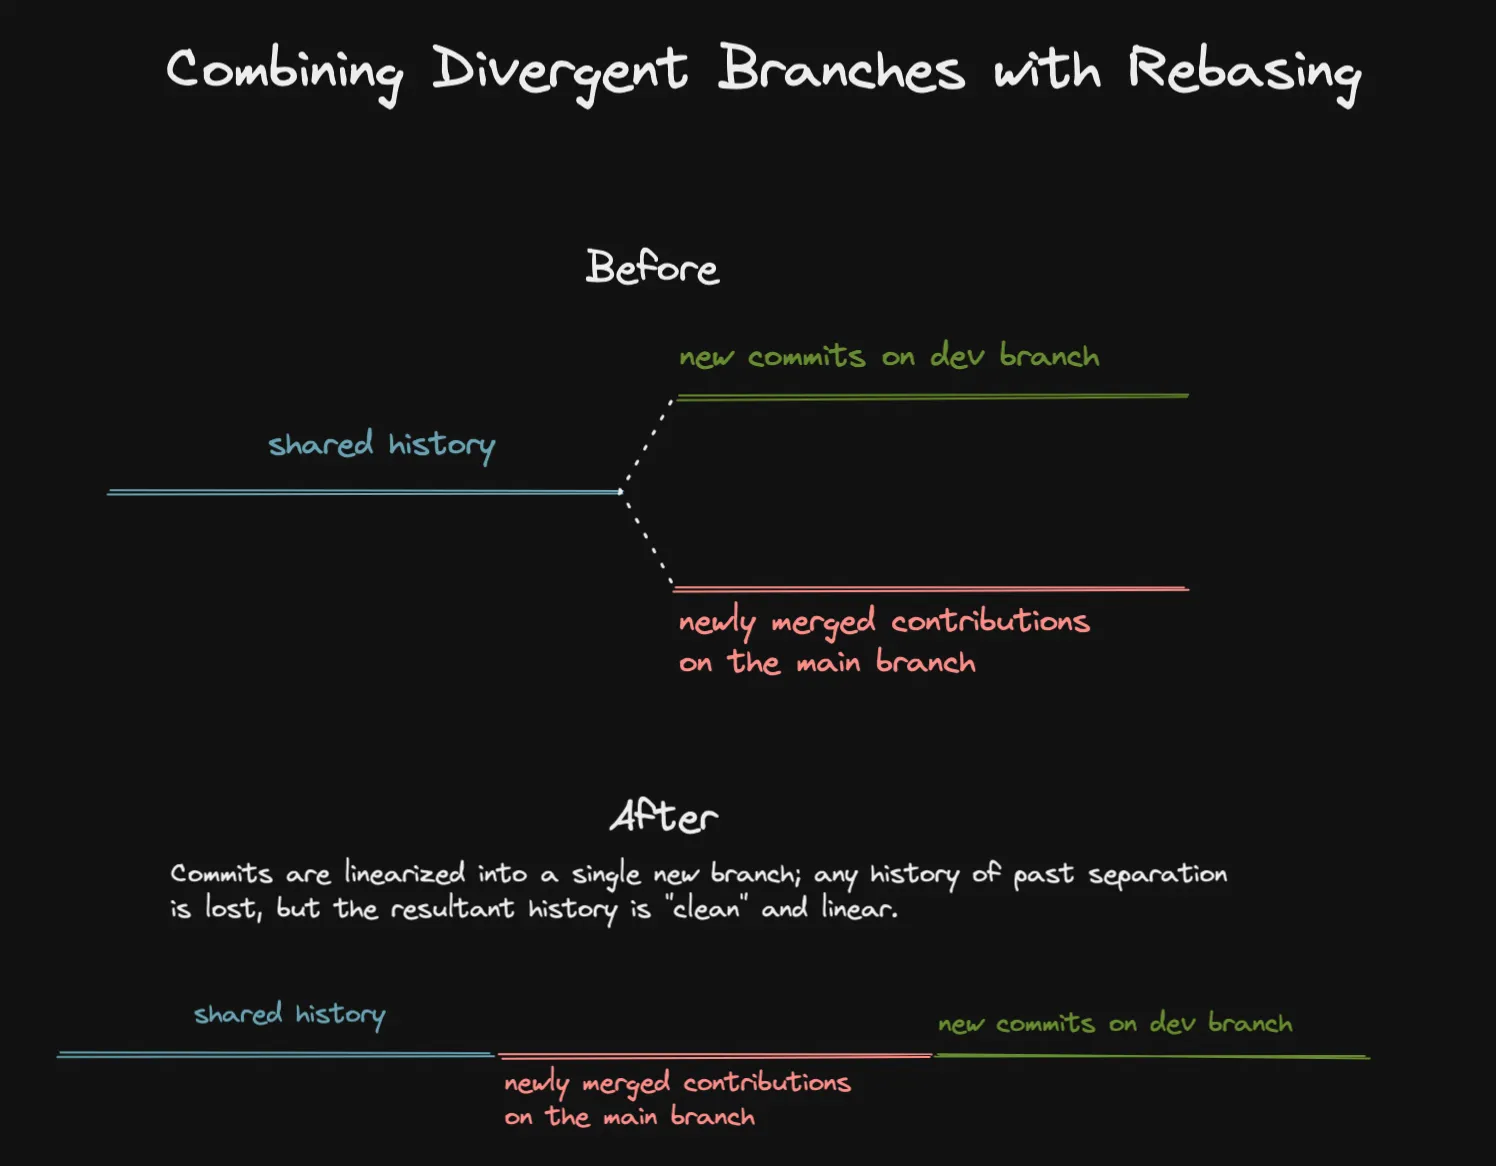 Combining Divergent Branches with Rebasing
Before
new commits on dev branch
shared history
newly merged contributions
on the main branch
After
Commits are linearized into a single new branch; any history of past separation
is lost, but the resultant history is "clean" and linear.
shared history
new commits on dev branch
newly merged contributions
on the main branch